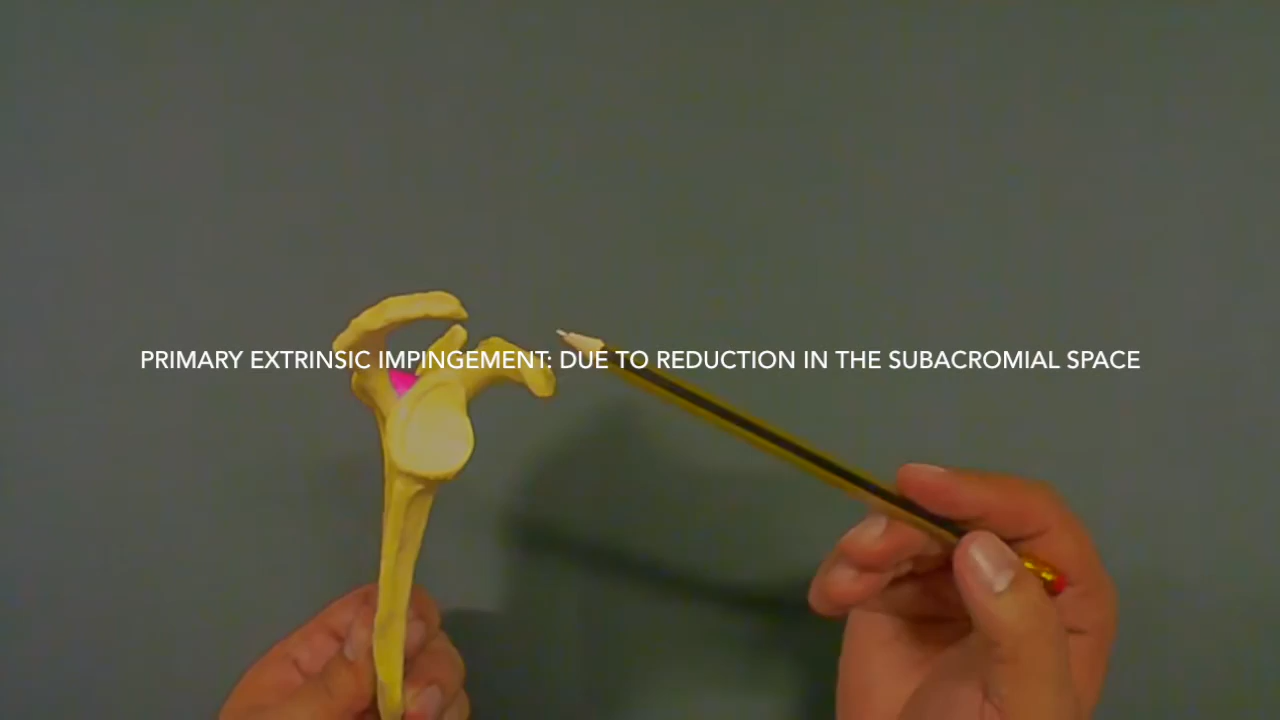 PRIMARY EXTRINSIC IMPINGEMENT: DUE TO REDUCTION IN THE SUBACROMIAL SPACE